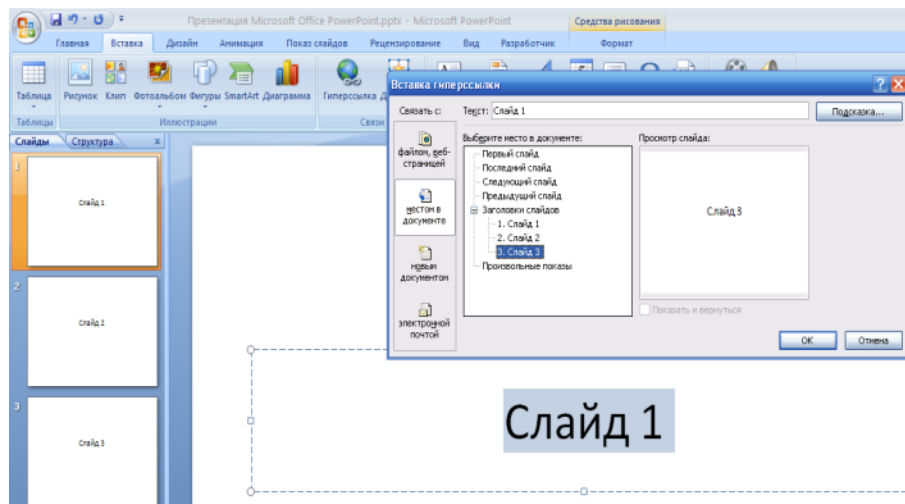 Презентация Microsoft Office PowerPoint.pptx - Microsoft PowerPoint
Средства рисования
Главная Вставка Дизайн Анимация Показ слайдов Рецензирование Вид Разработчик Формат
Таблица Рисунок Клип Фотоальбом Фигуры SmartArt Диаграмма Гиперссылка
Таблицы Иллюстрации Связи
Слайды Структура x
1
Слайд 1
2
Слайд 2
3
Слайд 3
Вставка гиперссылки
Связать с: Текст: Слайд 1 Подсказка...
файлом, веб-
страницей
местом в
документе
новым
документом
электронной
почтой
Выберите место в документе:
Первый слайд
Последний слайд
Следующий слайд
Предыдущий слайд
Заголовки слайдов
1. Слайд 1
2. Слайд 2
3. Слайд 3
Произвольные показы
Просмотр слайда:
Слайд 3
Показать и вернуться
ОК Отмена
Слайд 1